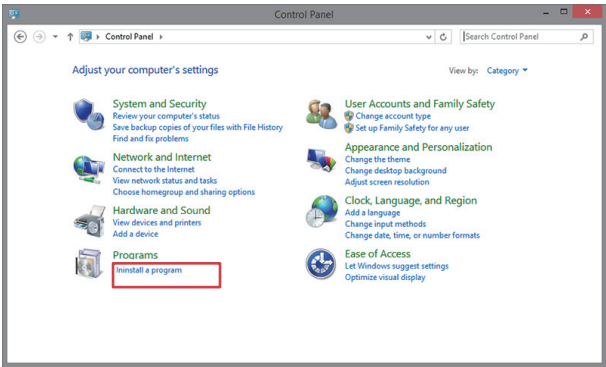 Control Panel
Control Panel
Search Control Panel
Adjust your computer's settings
View by: Category
System and Security
Review your computer's status
Save backup copies of your files with File History
Find and fix problems
Network and Internet
Connect to the Internet
View network status and tasks
Choose homegroup and sharing options
Hardware and Sound
View devices and printers
Add a device
Programs
Uninstall a program
User Accounts and Family Safety
Change account type
Set up Family Safety for any user
Appearance and Personalization
Change the theme
Change desktop background
Adjust screen resolution
Clock, Language, and Region
Add a language
Change input methods
Change date, time, or number formats
Ease of Access
Let Windows suggest settings
Optimize visual display